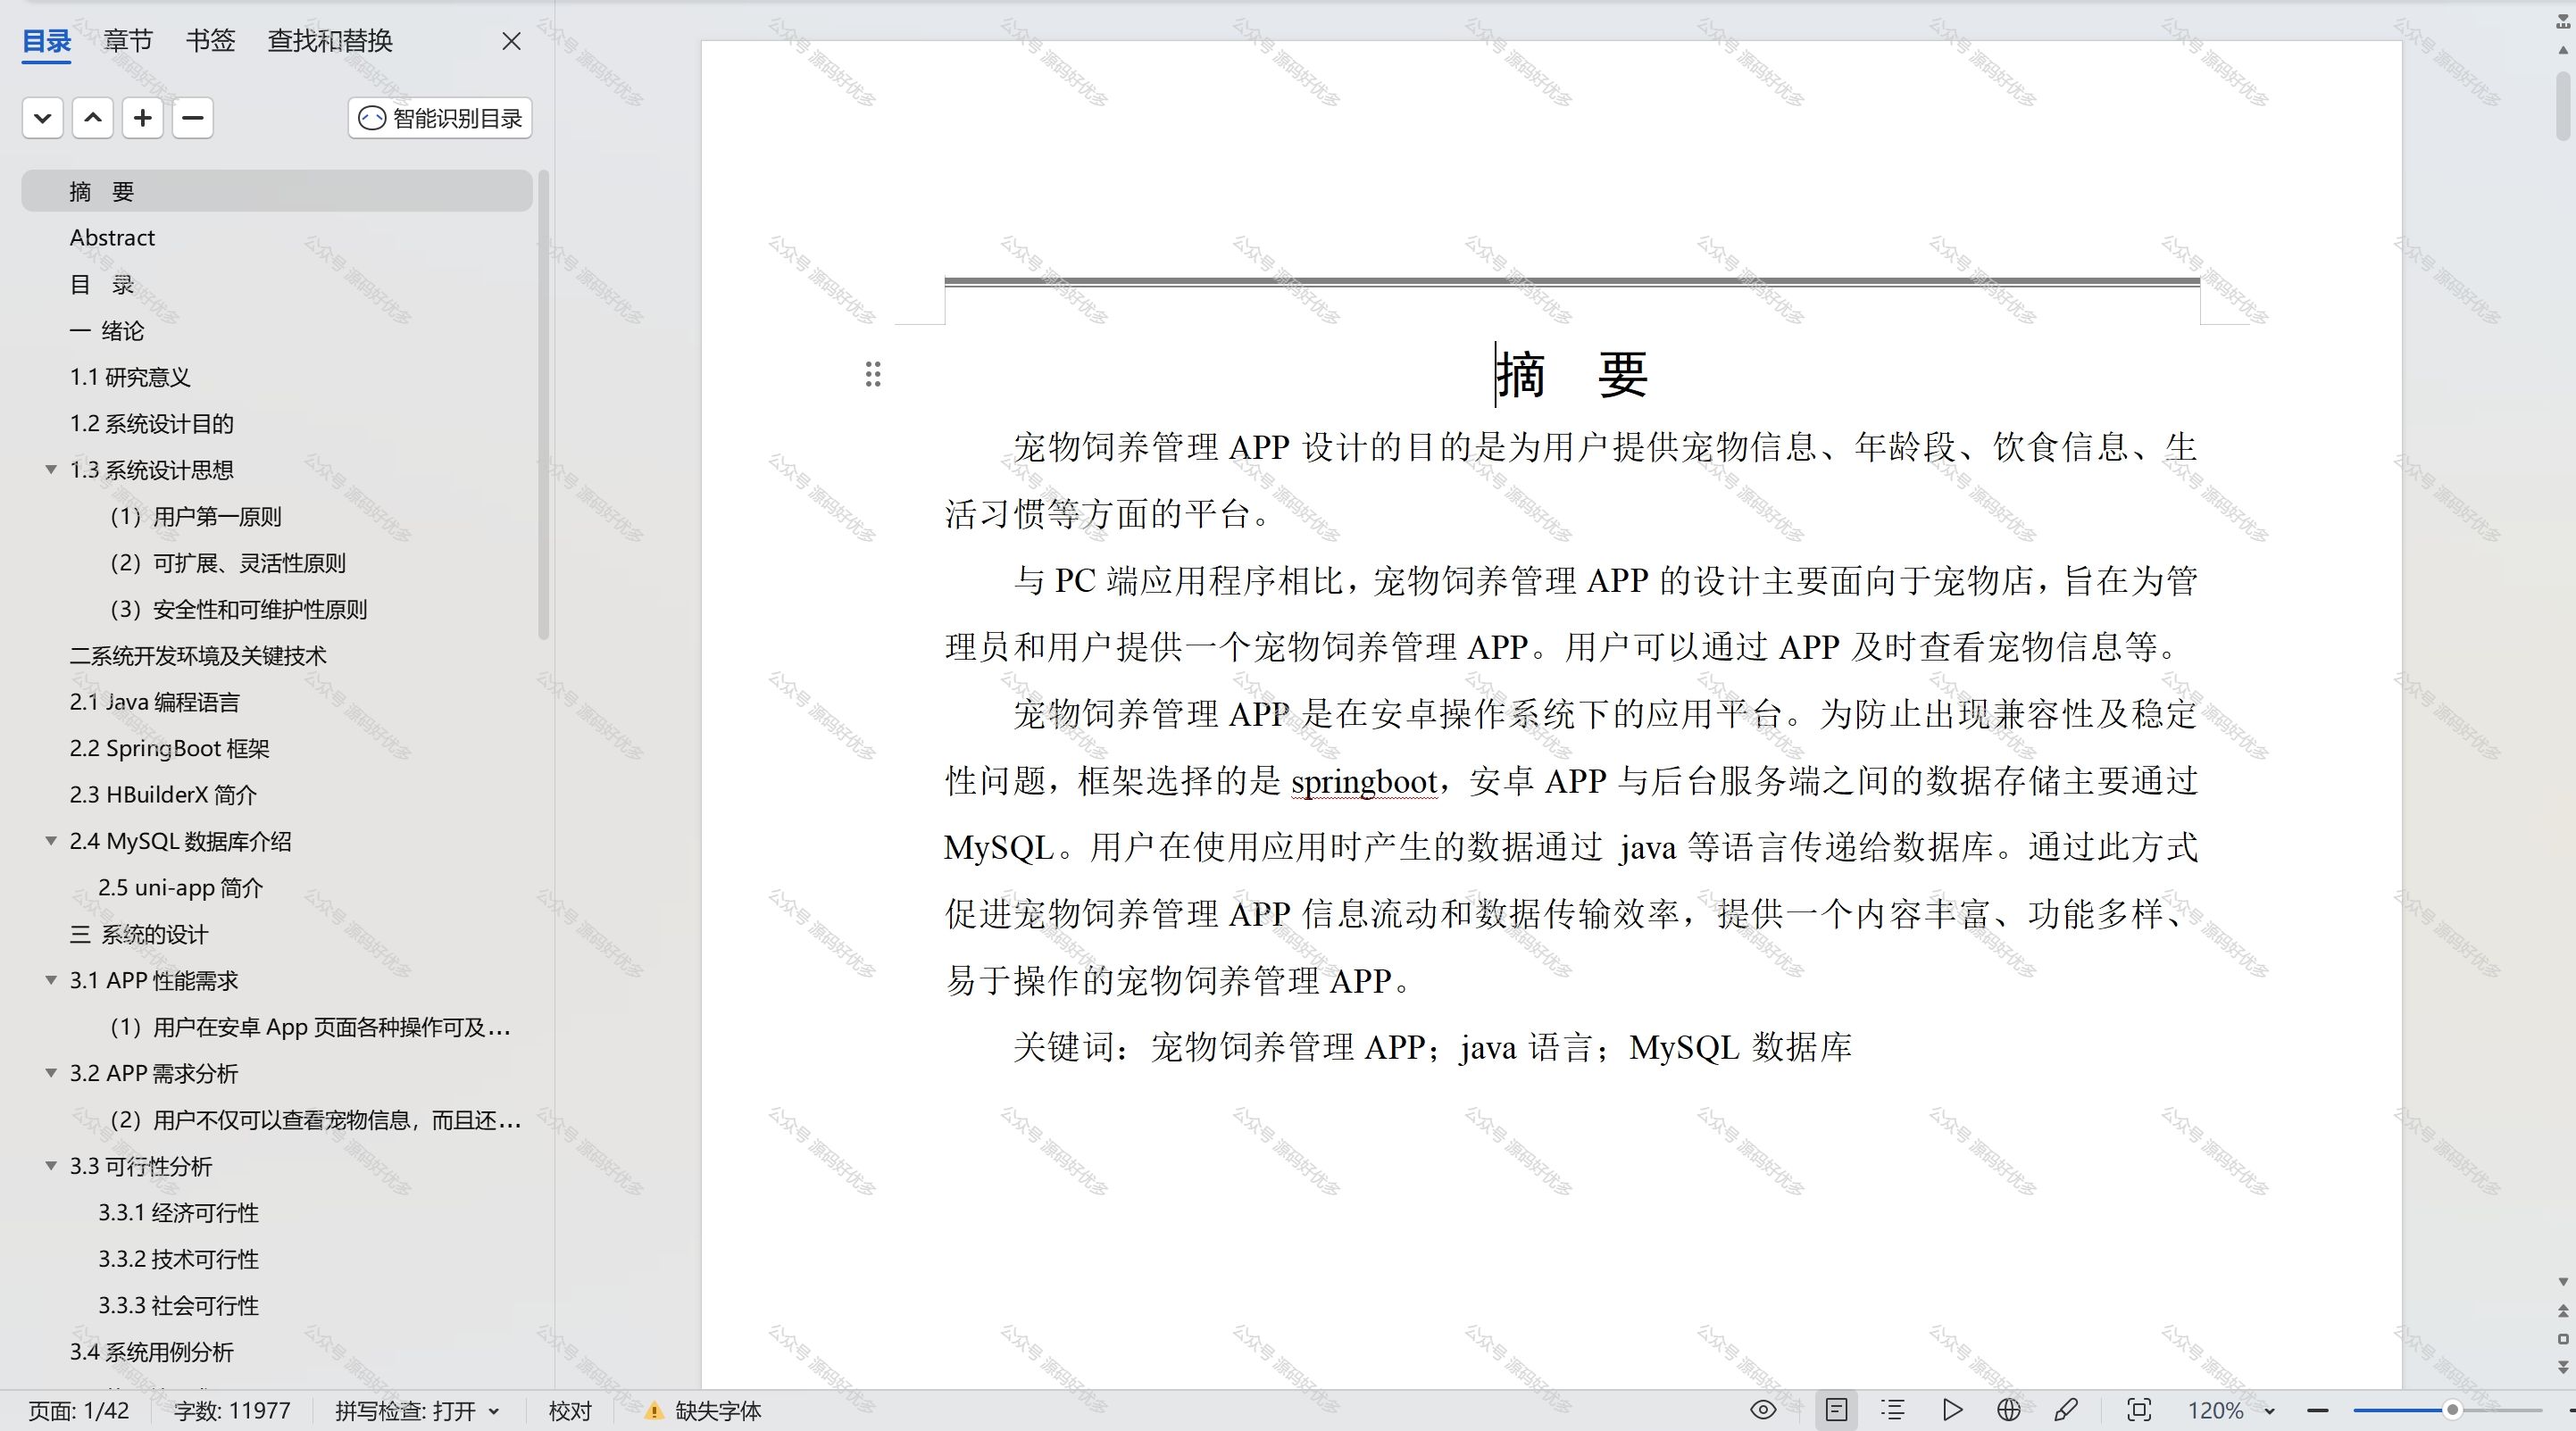 目录 章节 书签 查找和替换
智能识别目录
摘 要
Abstract
目 录
一 绪论
1.1 研究意义
1.2 系统设计目的
1.3 系统设计思想
（1）用户第一原则
（2）可扩展、灵活性原则
（3）安全性和可维护性原则
二系统开发环境及关键技术
2.1 Java 编程语言
2.2 SpringBoot 框架
2.3 HBuilderX 简介
2.4 MySQL 数据库介绍
2.5 uni-app 简介
三 系统的设计
3.1 APP 性能需求
（1）用户在安卓 App 页面各种操作可及...
3.2 APP 需求分析
（2）用户不仅可以查看宠物信息，而且还...
3.3 可行性分析
3.3.1 经济可行性
3.3.2 技术可行性
3.3.3 社会可行性
3.4 系统用例分析
摘 要
宠物饲养管理 APP 设计的目的是为用户提供宠物信息、年龄段、饮食信息、生
活习惯等方面的平台。
与 PC 端应用程序相比，宠物饲养管理 APP 的设计主要面向于宠物店，旨在为管
理员和用户提供一个宠物饲养管理 APP。用户可以通过 APP 及时查看宠物信息等。
宠物饲养管理 APP 是在安卓操作系统下的应用平台。为防止出现兼容性及稳定
性问题，框架选择的是 springboot，安卓 APP 与后台服务端之间的数据存储主要通过
MySQL。用户在使用应用时产生的数据通过 java 等语言传递给数据库。通过此方式
促进宠物饲养管理 APP 信息流动和数据传输效率，提供一个内容丰富、功能多样、
易于操作的宠物饲养管理 APP。
关键词：宠物饲养管理 APP；java 语言；MySQL 数据库
页面: 1/42 字数: 11977 拼写检查: 打开 校对 缺失字体 120%
公众号 源码好优多